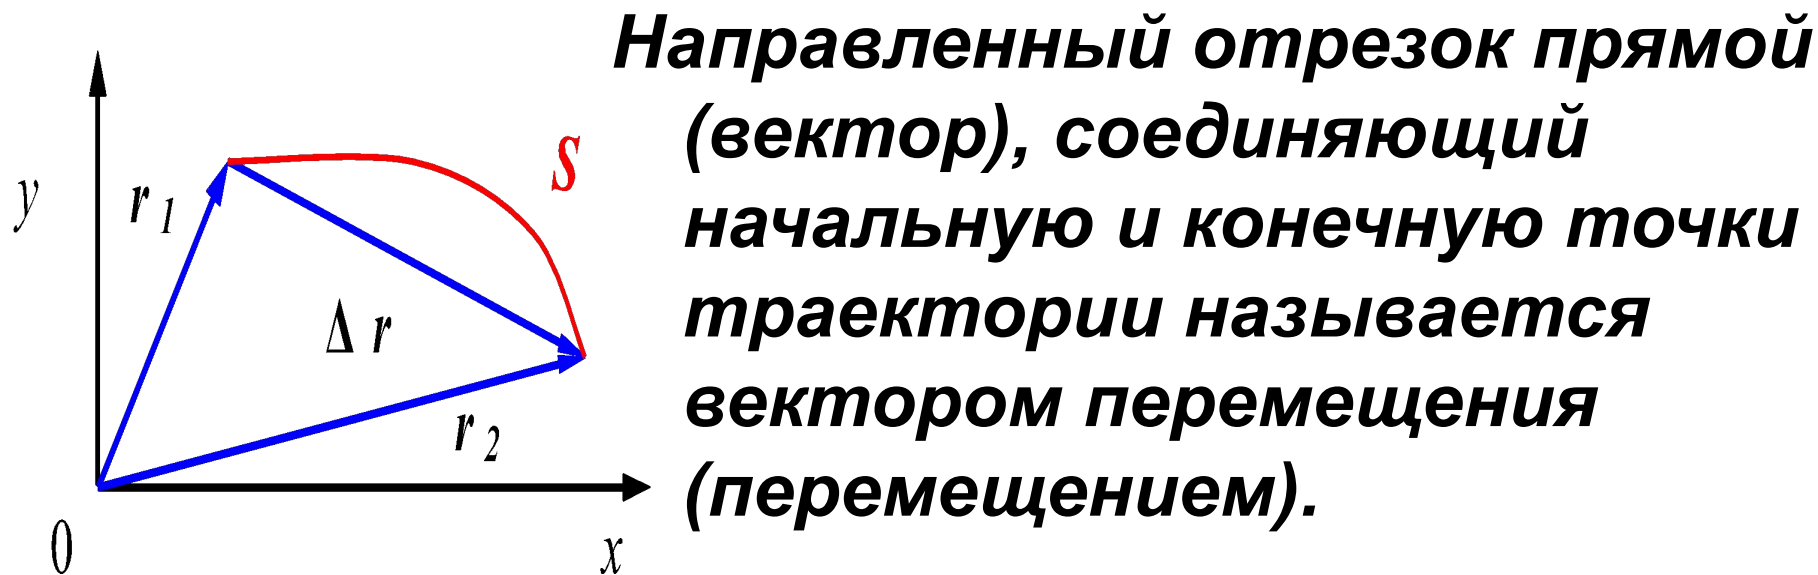 Направленный отрезок прямой
(вектор), соединяющий
начальную и конечную точки
траектории называется
вектором перемещения
(перемещением).
y
r 1
S
Δ r
r 2
0
x